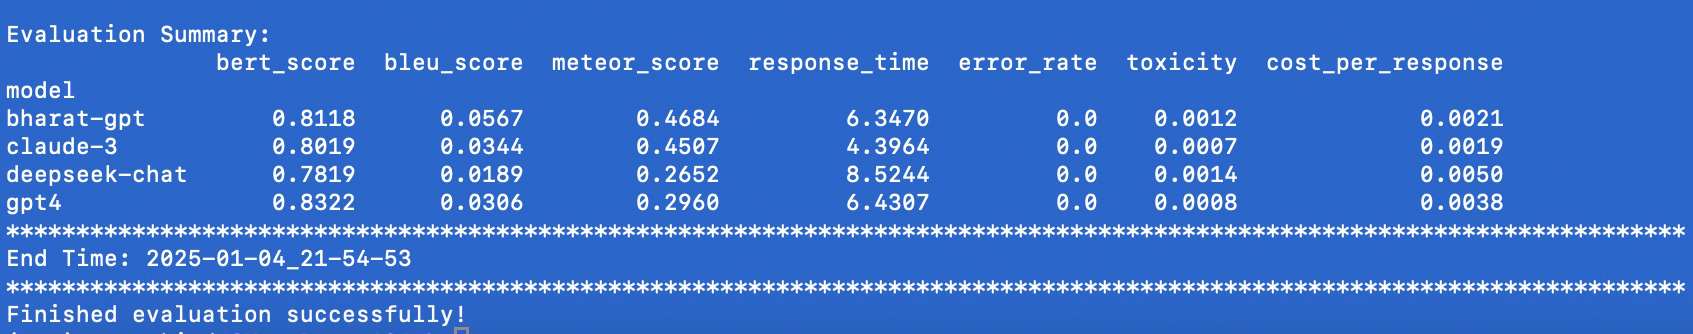 Evaluation Summary:
bert_score bleu_score meteor_score response_time error_rate toxicity cost_per_response
model
bharat-gpt 0.8118 0.0567 0.4684 6.3470 0.0 0.0012 0.0021
claude-3 0.8019 0.0344 0.4507 4.3964 0.0 0.0007 0.0019
deepseek-chat 0.7819 0.0189 0.2652 8.5244 0.0 0.0014 0.0050
gpt4 0.8322 0.0306 0.2960 6.4307 0.0 0.0008 0.0038
************************************************************************************************************************
End Time: 2025-01-04_21-54-53
************************************************************************************************************************
Finished evaluation successfully!